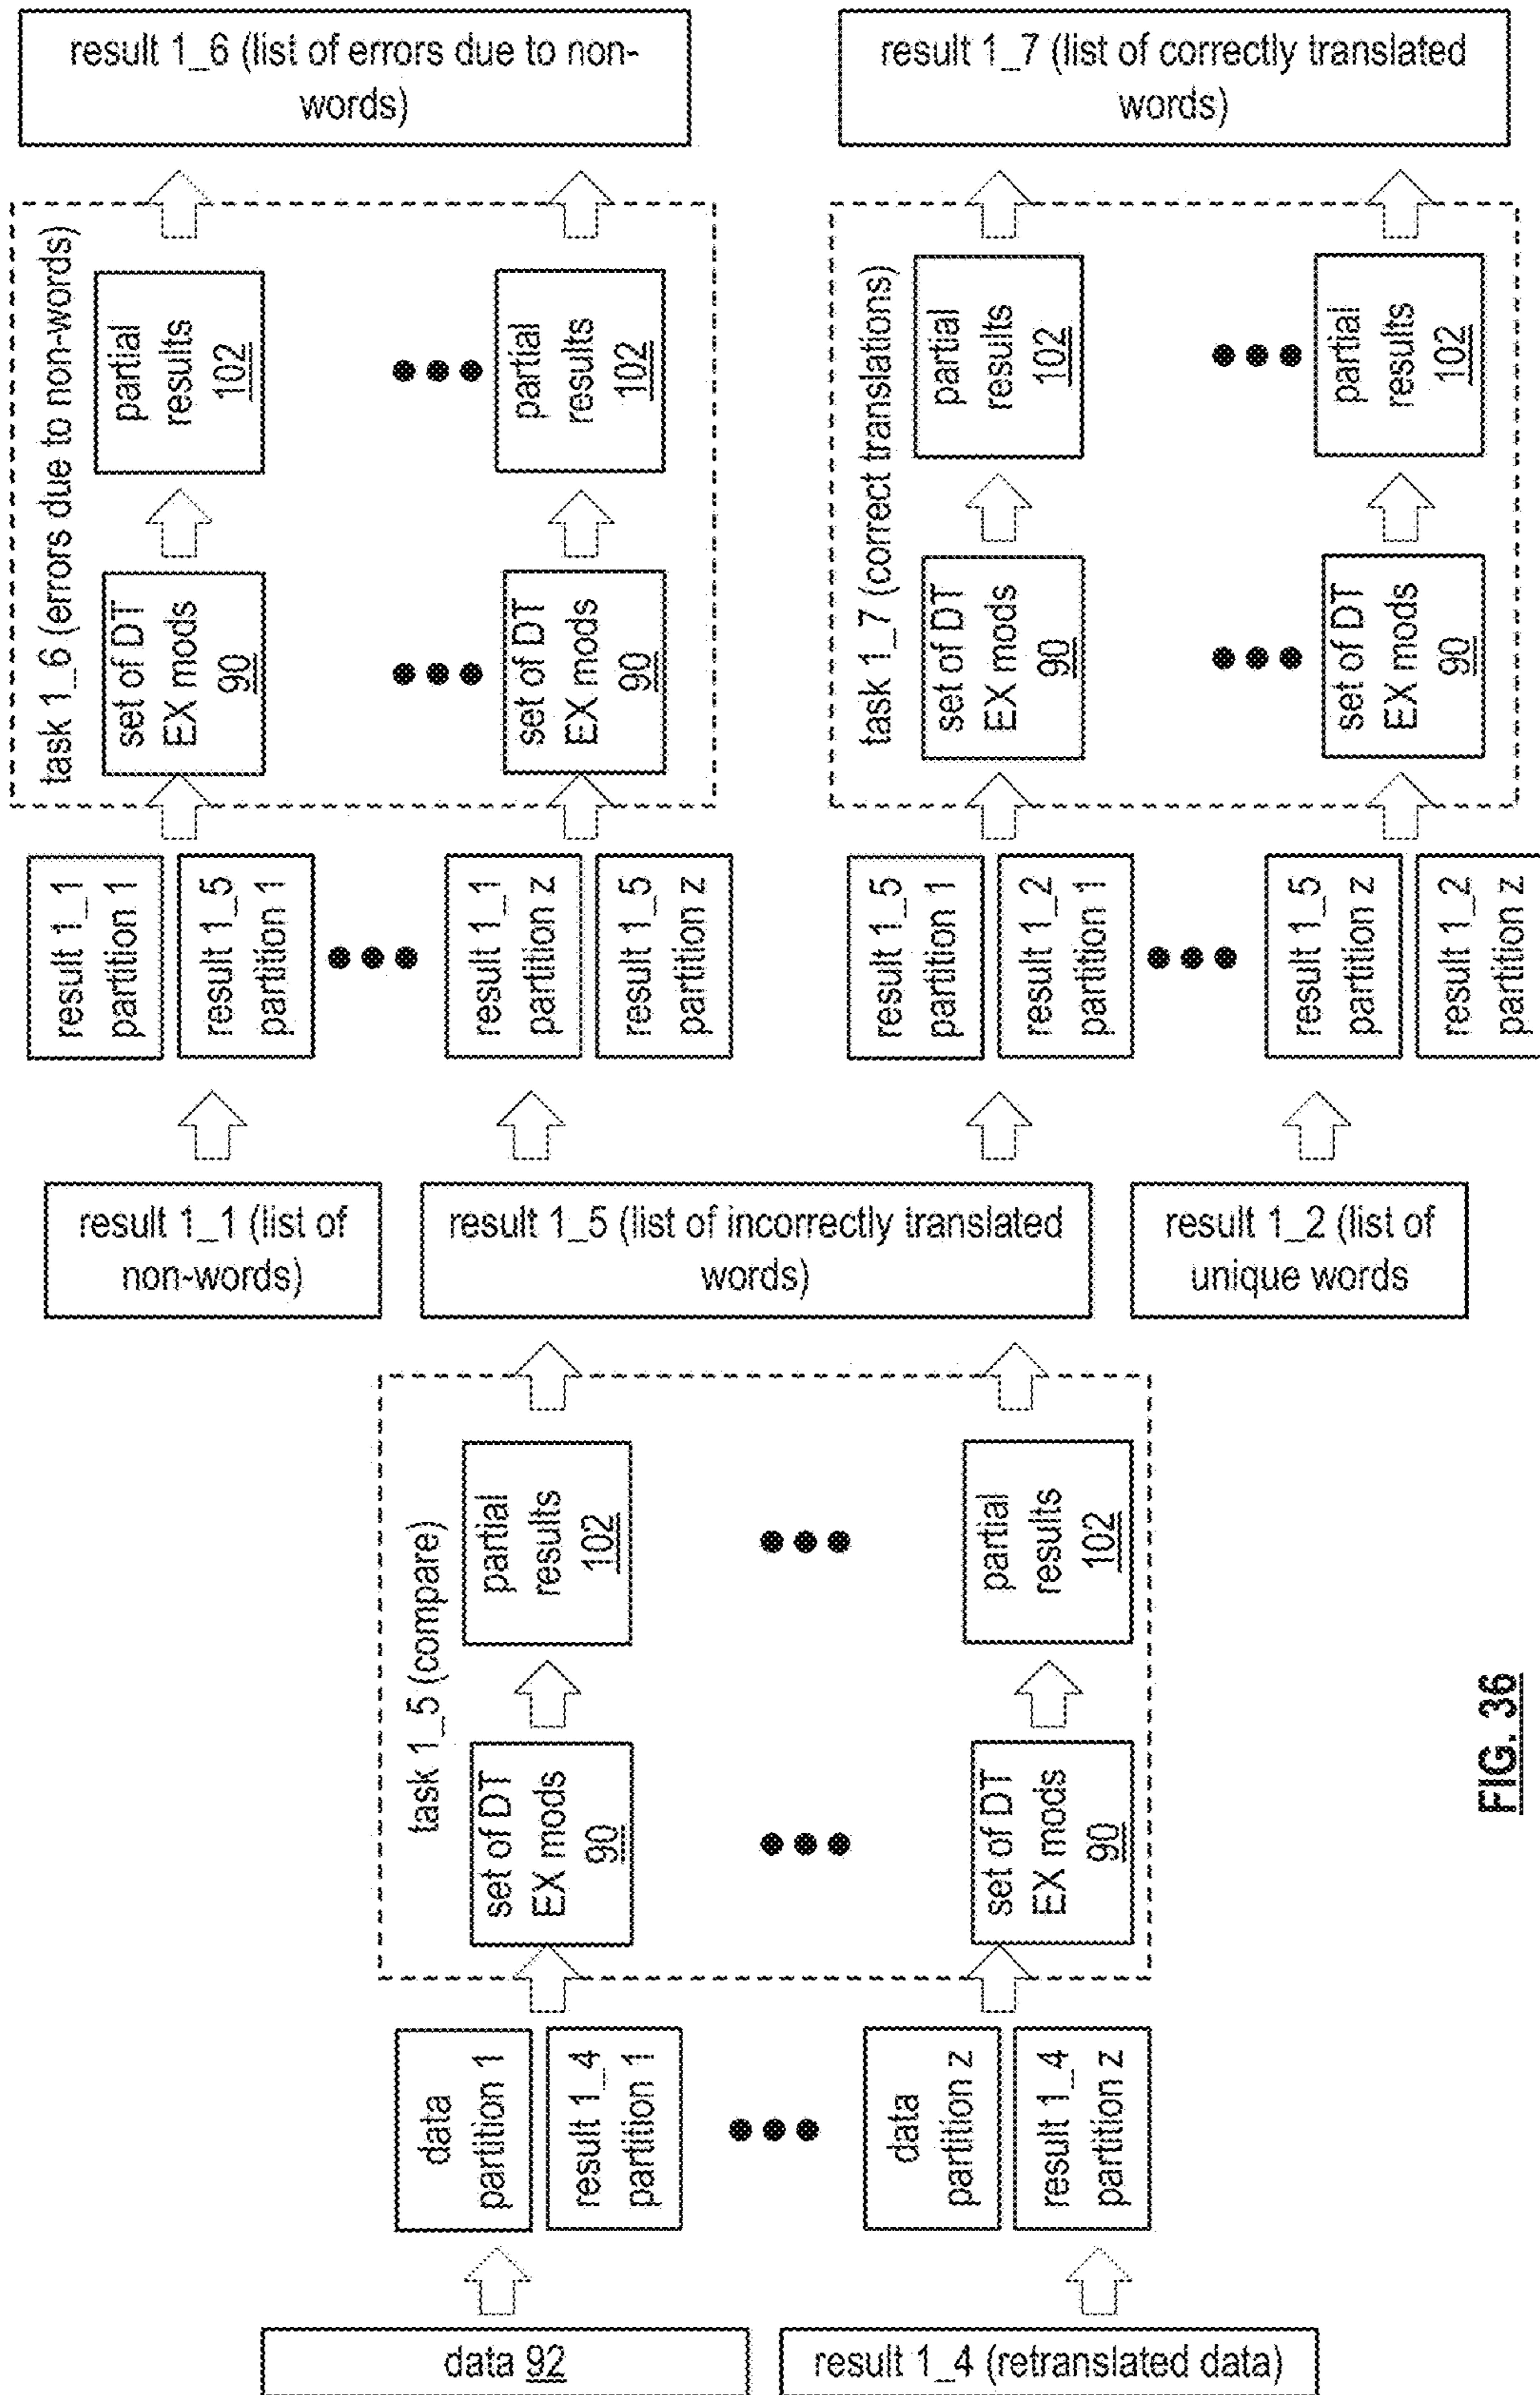 data 92
result 1_4 (retranslated data)
data
partition 1
result 1_4
partition 1
data
partition z
result 1_4
partition z
task 1_5 (compare)
set of DT
EX mods
90
partial
results
102
set of DT
EX mods
90
partial
results
102
result 1_1 (list of
non-words)
result 1_5 (list of incorrectly translated
words)
result 1_2 (list of
unique words
result 1_1
partition 1
result 1_5
partition 1
result 1_1
partition z
result 1_5
partition z
task 1_6 (errors due to non-words)
set of DT
EX mods
90
partial
results
102
set of DT
EX mods
90
partial
results
102
result 1_6 (list of errors due to non-
words)
result 1_5
partition 1
result 1_2
partition 1
result 1_5
partition z
result 1_2
partition z
task 1_7 (correct translations)
set of DT
EX mods
90
partial
results
102
set of DT
EX mods
90
partial
results
102
result 1_7 (list of correctly translated
words)
FIG. 36